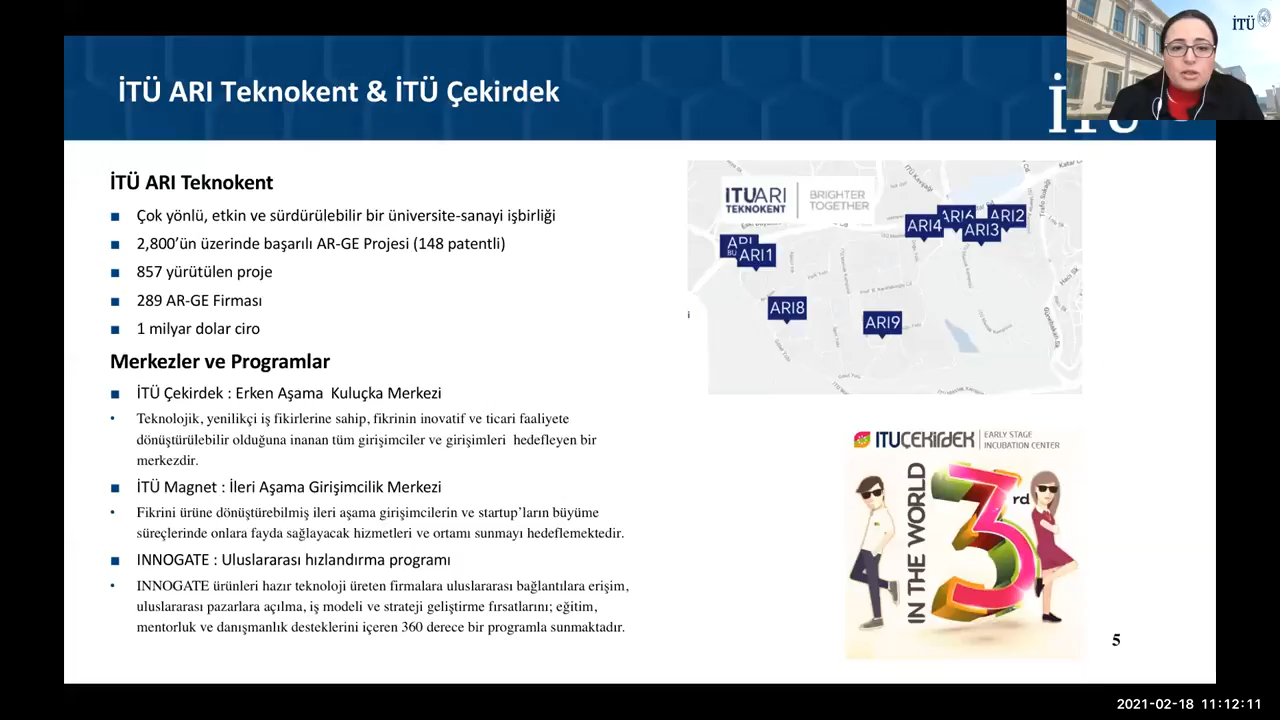 İTÜ
İTÜ ARI Teknokent & İTÜ Çekirdek
İTÜ
İTÜ ARI Teknokent
Çok yönlü, etkin ve sürdürülebilir bir üniversite-sanayi işbirliği
2,800’ün üzerinde başarılı AR-GE Projesi (148 patentli)
857 yürütülen proje
289 AR-GE Firması
1 milyar dolar ciro
Merkezler ve Programlar
İTÜ Çekirdek : Erken Aşama Kuluçka Merkezi
Teknolojik, yenilikçi iş fikirlerine sahip, fikrinin inovatif ve ticari faaliyete
dönüştürülebilir olduğuna inanan tüm girişimciler ve girişimleri hedefleyen bir
merkezdir.
İTÜ Magnet : İleri Aşama Girişimcilik Merkezi
Fikrini ürüne dönüştürebilmiş ileri aşama girişimcilerin ve startup’ların büyüme
süreçlerinde onlara fayda sağlayacak hizmetleri ve ortamı sunmayı hedeflemektedir.
INNOGATE : Uluslararası hızlandırma programı
INNOGATE ürünleri hazır teknoloji üreten firmalara uluslararası bağlantılara erişim,
uluslararası pazarlara açılma, iş modeli ve strateji geliştirme fırsatlarını; eğitim,
mentorluk ve danışmanlık desteklerini içeren 360 derece bir programla sunmaktadır.
ITUARI
TEKNOKENT
BRIGHTER
TOGETHER
ARI4
ARI6
ARI2
ARI3
ARI
ARI1
ARI8
ARI9
ITUÇEKİRDEK
EARLY STAGE
INCUBATION CENTER
IN THE WORLD
3rd
5
2021-02-18 11:12:11